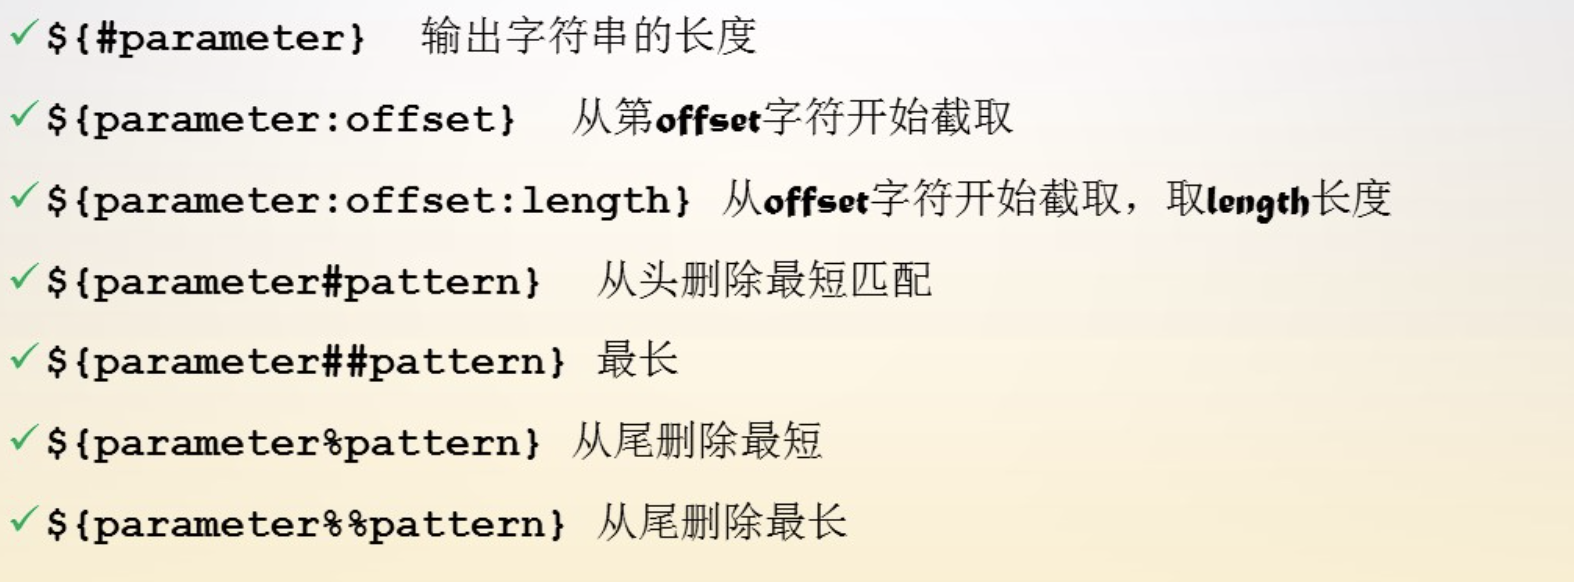 ✓ ${#parameter} 输出字符串的长度
✓ ${parameter:offset} 从第offset字符开始截取
✓ ${parameter:offset:length} 从offset字符开始截取，取length长度
✓ ${parameter#pattern} 从头删除最短匹配
✓ ${parameter##pattern} 最长
✓ ${parameter%pattern} 从尾删除最短
✓ ${parameter%%pattern} 从尾删除最长